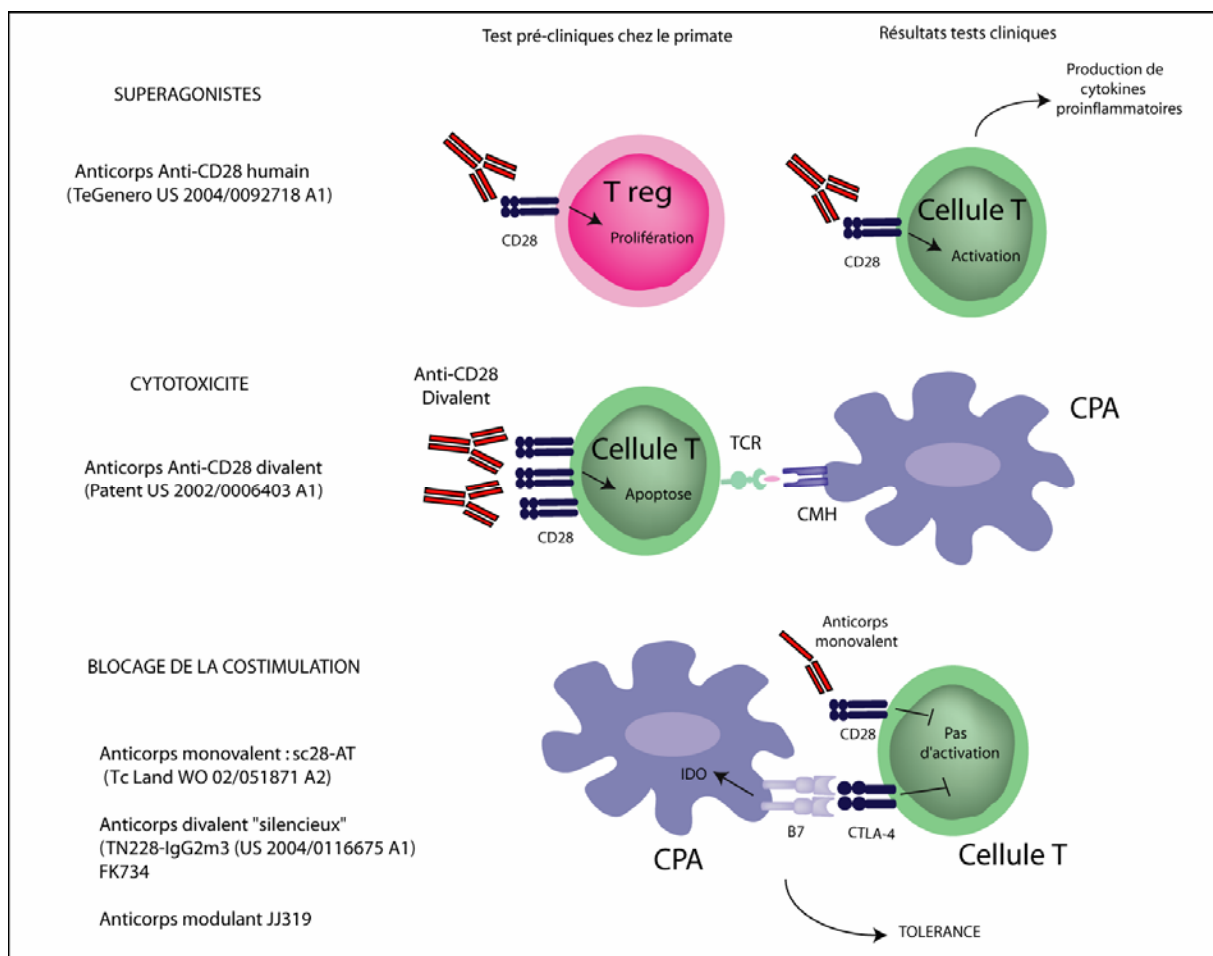 Test pré-cliniques chez le primate
Résultats tests cliniques
SUPERAGONISTES
Production de
cytokines
proinflammatoires
Anticorps Anti-CD28 humain
(TeGenero US 2004/0092718 A1)
T reg
Prolifération
CD28
Cellule T
Activation
CD28
CYTOTOXICITE
Anti-CD28
Divalent
Anticorps Anti-CD28 divalent
(Patent US 2002/0006403 A1)
Cellule T
Apoptose
CD28
TCR
CMH
CPA
BLOCAGE DE LA COSTIMULATION
Anticorps
monovalent
Anticorps monovalent : sc28-AT
(Tc Land WO 02/051871 A2)
Anticorps divalent "silencieux"
(TN228-IgG2m3 (US 2004/0116675 A1)
FK734
Anticorps modulant JJ319
CD28
Pas
d'activation
IDO
B7
CTLA-4
CPA
Cellule T
TOLERANCE